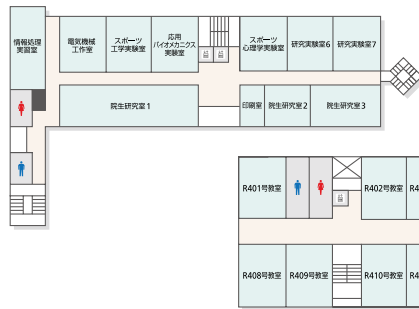 情報処理
実習室
電気機械
工作室
スポーツ
工学実験室
応用
バイオメカニクス
実験室
スポーツ
心理学実験室
研究実験室6
研究実験室7
院生研究室1
印刷室
院生研究室2
院生研究室3
R401号教室
R402号教室
R4
R408号教室
R409号教室
R410号教室
R4